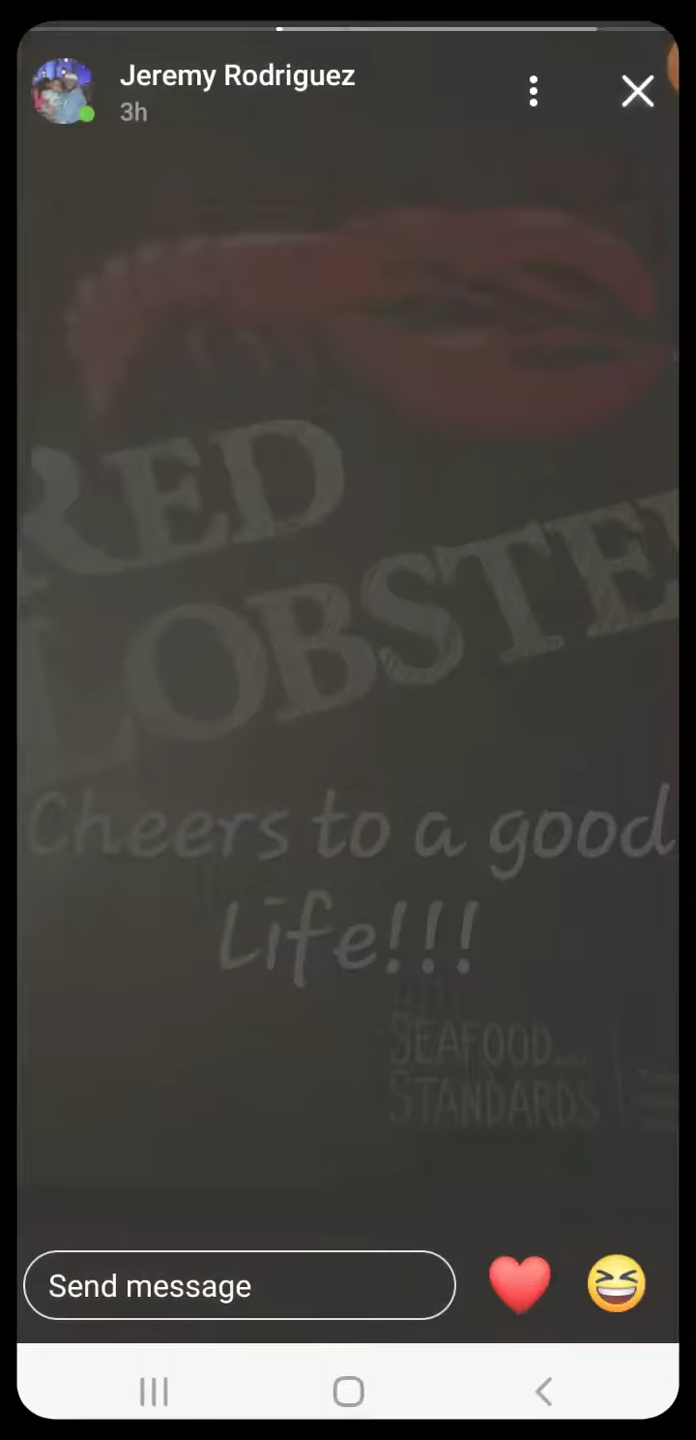 Jeremy Rodriguez
3h
RED
LOBSTE
Cheers to a good
Life!!!
SEAFOOD
STANDARDS
Send message